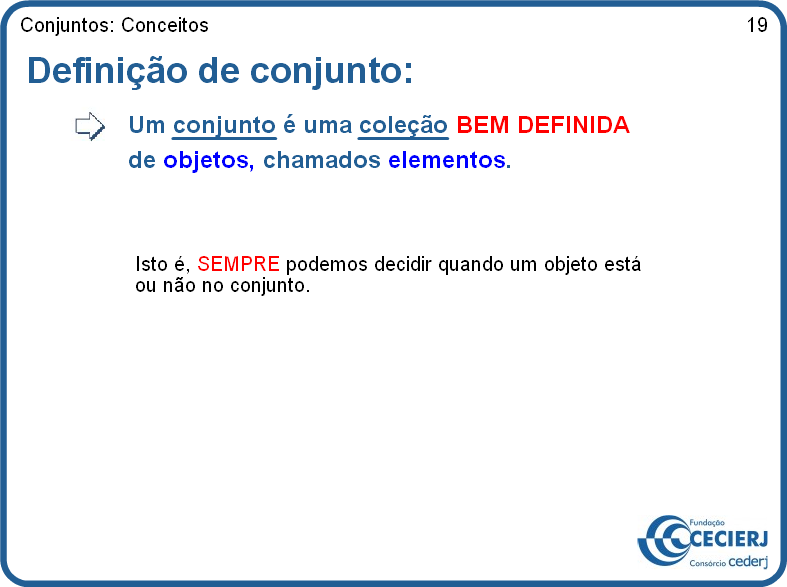 Conjuntos: Conceitos 19
Definição de conjunto:
Um conjunto é uma coleção BEM DEFINIDA
de objetos, chamados elementos.
Isto é, SEMPRE podemos decidir quando um objeto está
ou não no conjunto.
Fundação
CECIERJ
Consórcio cederj